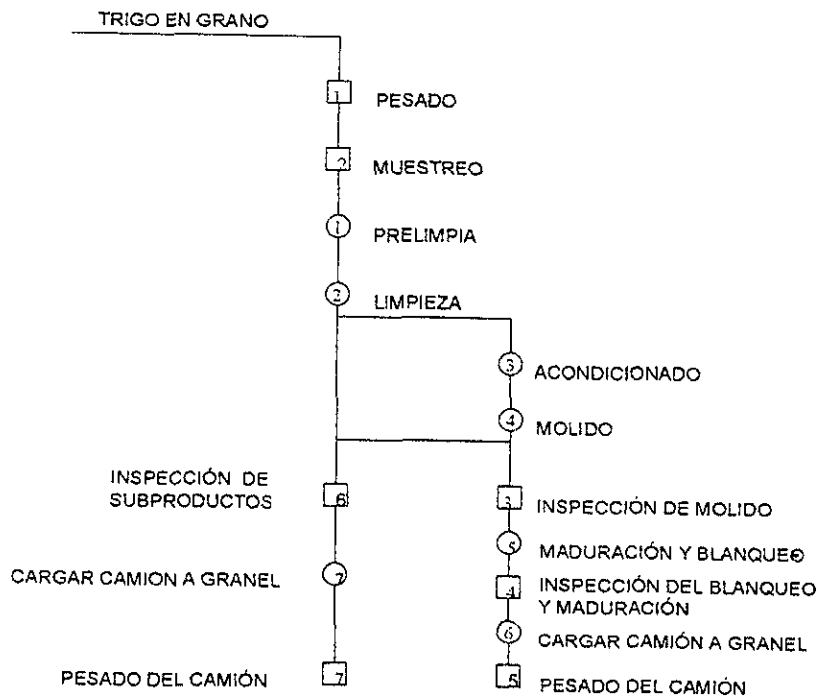 TRIGO EN GRANO
1 PESADO
2 MUESTREO
1 PRELIMPIA
2 LIMPIEZA
3 ACONDICIONADO
4 MOLIDO
INSPECCIÓN DE
SUBPRODUCTOS
6
3 INSPECCIÓN DE MOLIDO
5 MADURACIÓN Y BLANQUEO
CARGAR CAMION A GRANEL 7
4 INSPECCIÓN DEL BLANQUEO
Y MADURACIÓN
6 CARGAR CAMIÓN A GRANEL
PESADO DEL CAMIÓN 7
5 PESADO DEL CAMIÓN